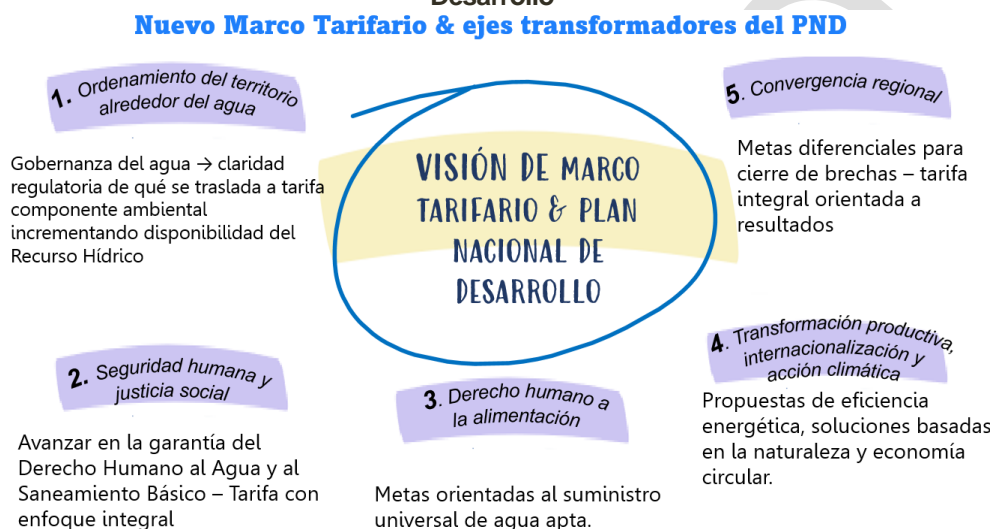 Desarrollo
Nuevo Marco Tarifario & ejes transformadores del PND
1. Ordenamiento del territorio
alrededor del agua
Gobernanza del agua → claridad
regulatoria de qué se traslada a tarifa
componente ambiental
incrementando disponibilidad del
Recurso Hídrico
VISIÓN DE MARCO
TARIFARIO & PLAN
NACIONAL DE
DESARROLLO
5. Convergencia regional
Metas diferenciales para
cierre de brechas – tarifa
integral orientada a
resultados
2. Seguridad humana y
justicia social
Avanzar en la garantía del
Derecho Humano al Agua y al
Saneamiento Básico – Tarifa con
enfoque integral
3. Derecho humano a
la alimentación
Metas orientadas al suministro
universal de agua apta.
4. Transformación productiva,
internacionalización y
acción climática
Propuestas de eficiencia
energética, soluciones basadas
en la naturaleza y economía
circular.